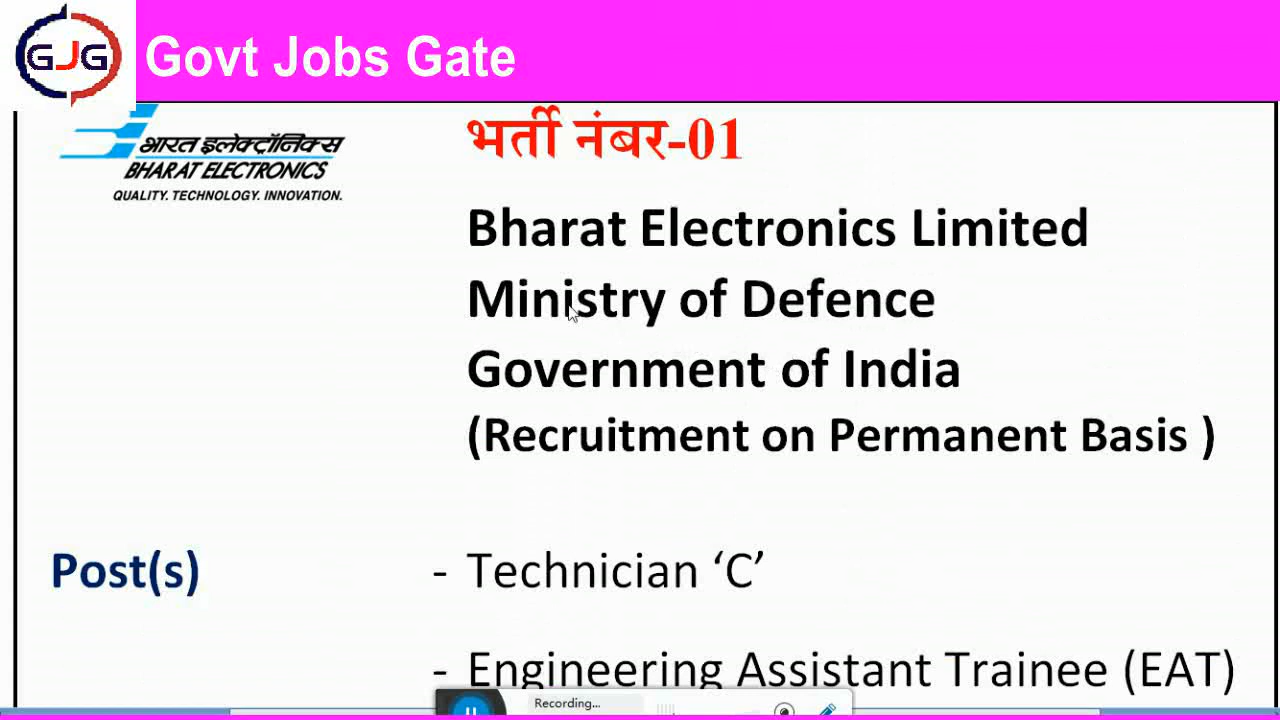 GJG
Govt Jobs Gate
भारत इलेक्ट्रॉनिक्स
BHARAT ELECTRONICS
QUALITY. TECHNOLOGY. INNOVATION.
भर्ती नंबर-01
Bharat Electronics Limited
Ministry of Defence
Government of India
(Recruitment on Permanent Basis )
Post(s) - Technician ‘C’
- Engineering Assistant Trainee (EAT)
Recording...